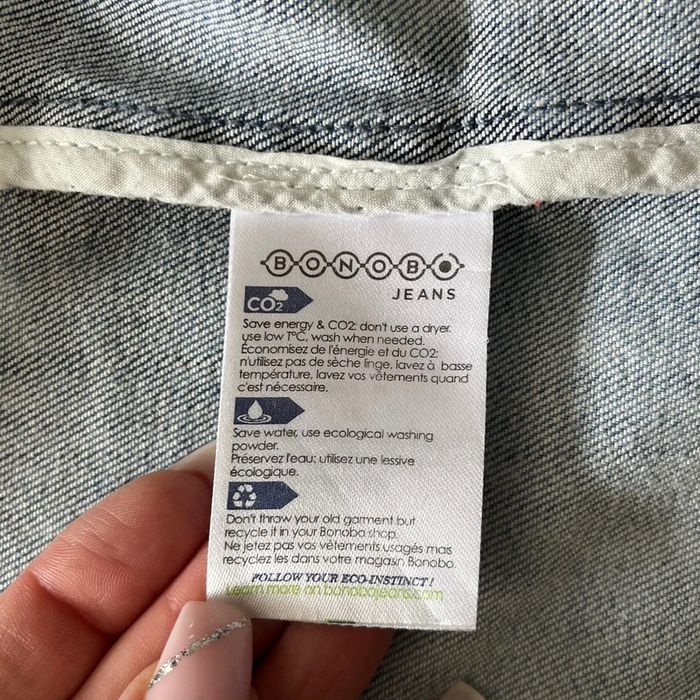 BONOBO
JEANS
CO2
Save energy & CO2: don't use a dryer.
use low T°C, wash when needed.
Économisez de l'énergie et du CO2:
n'utilisez pas de sèche linge, lavez à basse
température, lavez vos vêtements quand
c'est nécessaire.
Save water, use ecological washing
powder.
Préservez l'eau: utilisez une lessive
écologique.
Don't throw your old garment but
recycle it in your Bonobo shop.
Ne jetez pas vos vêtements usagés mais
recyclez les dans votre magasin Bonobo.
FOLLOW YOUR ECO-INSTINCT !
Learn more on bonobojeans.com